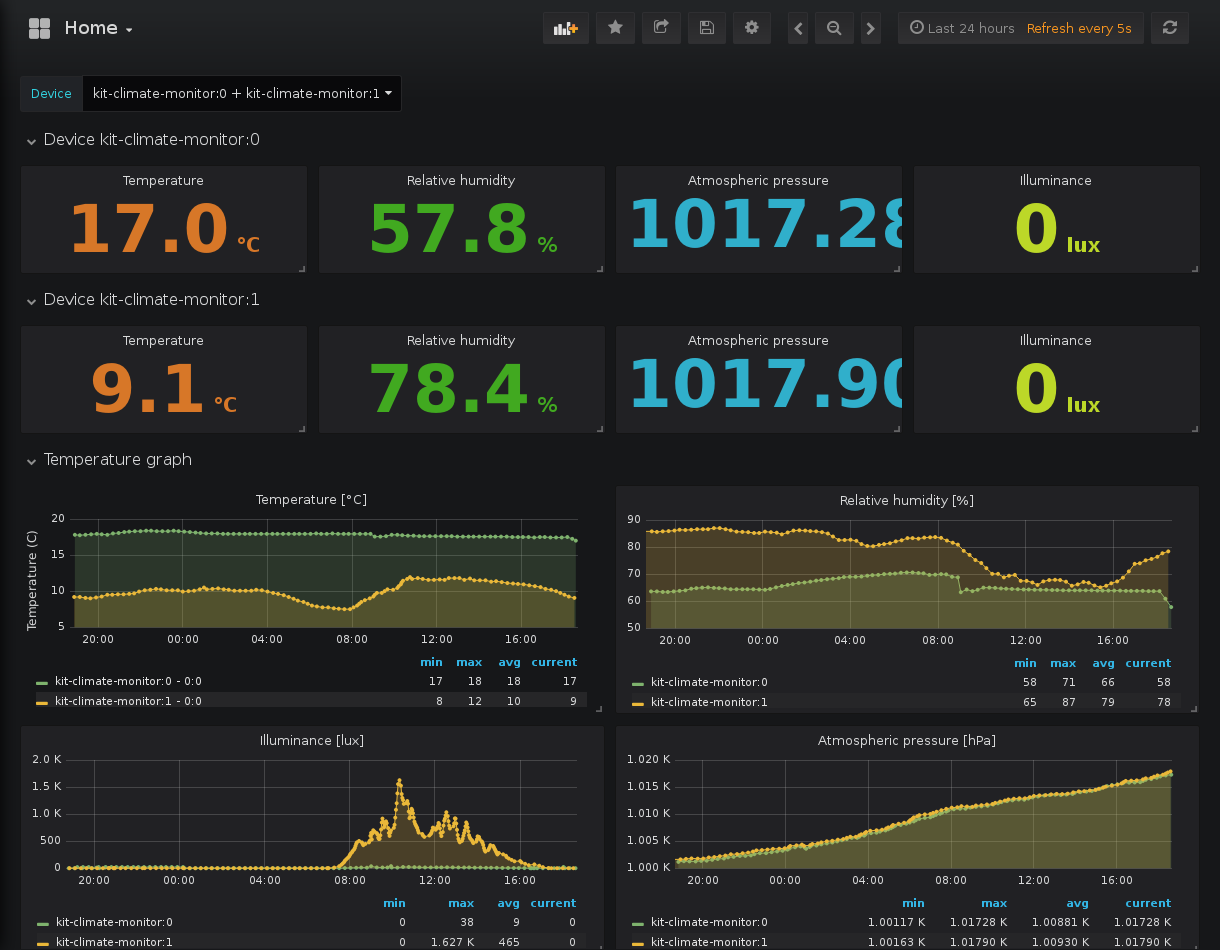 Home
Last 24 hours Refresh every 5s
Device kit-climate-monitor:0 + kit-climate-monitor:1
Device kit-climate-monitor:0
Temperature
17.0 °C
Relative humidity
57.8 %
Atmospheric pressure
1017.28
Illuminance
0 lux
Device kit-climate-monitor:1
Temperature
9.1 °C
Relative humidity
78.4 %
Atmospheric pressure
1017.90
Illuminance
0 lux
Temperature graph
Temperature [°C]
Temperature (C)
20
15
10
5
20:00 00:00 04:00 08:00 12:00 16:00
min max avg current
kit-climate-monitor:0 - 0:0 17 18 18 17
kit-climate-monitor:1 - 0:0 8 12 10 9
Relative humidity [%]
90
80
70
60
50
20:00 00:00 04:00 08:00 12:00 16:00
min max avg current
kit-climate-monitor:0 58 71 66 58
kit-climate-monitor:1 65 87 79 78
Illuminance [lux]
2.0 K
1.5 K
1.0 K
500
0
20:00 00:00 04:00 08:00 12:00 16:00
min max avg current
kit-climate-monitor:0 0 38 9 0
kit-climate-monitor:1 0 1.627 K 465 0
Atmospheric pressure [hPa]
1.020 K
1.015 K
1.010 K
1.005 K
1.000 K
20:00 00:00 04:00 08:00 12:00 16:00
min max avg current
kit-climate-monitor:0 1.00117 K 1.01728 K 1.00881 K 1.01728 K
kit-climate-monitor:1 1.00163 K 1.01790 K 1.00930 K 1.01790 K